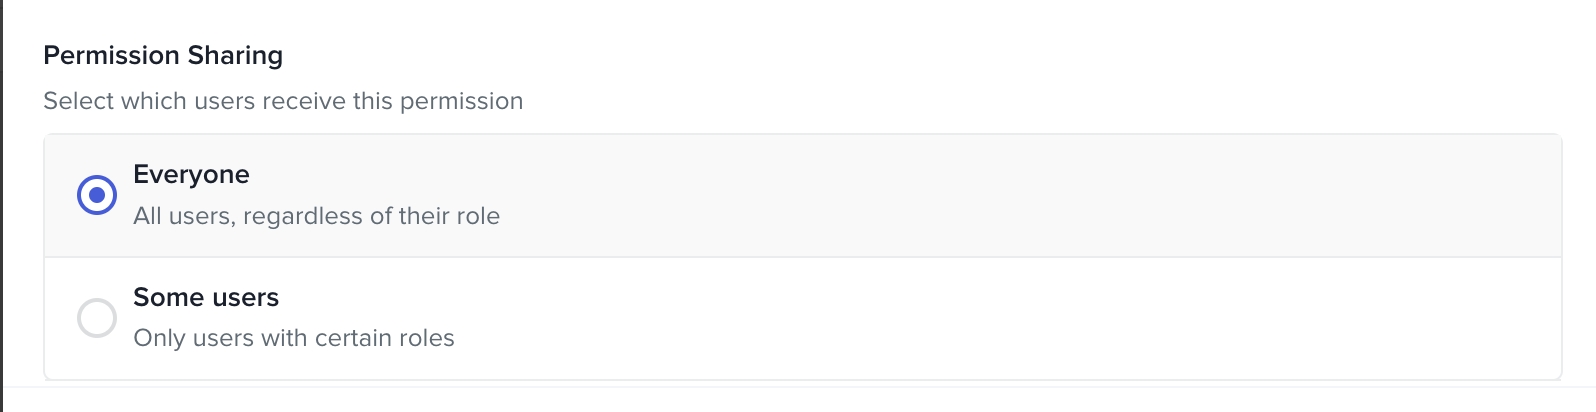 Permission Sharing
Select which users receive this permission
Everyone
All users, regardless of their role
Some users
Only users with certain roles